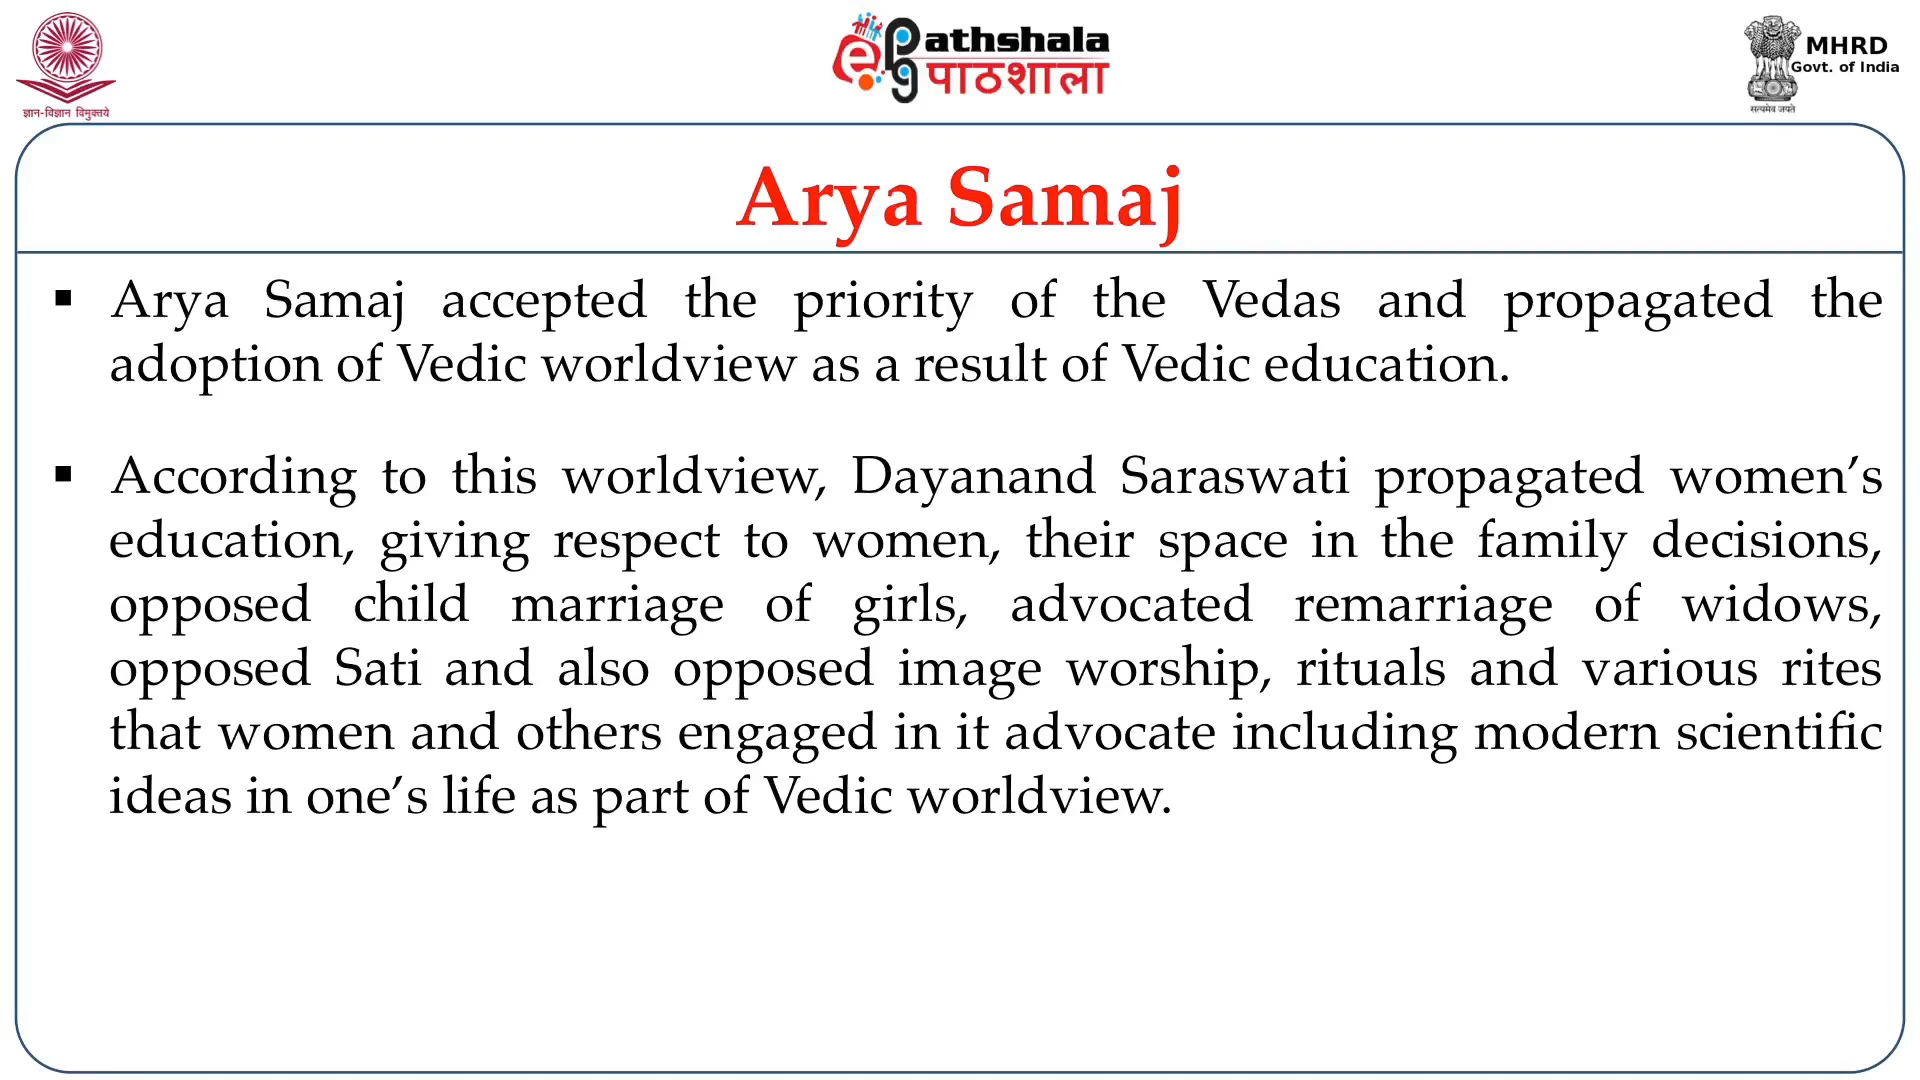 ज्ञान-विज्ञान विमुक्तये
ePathshala
पाठशाला
MHRD
Govt. of India
सत्यमेव जयते
Arya Samaj
▪ Arya Samaj accepted the priority of the Vedas and propagated the
adoption of Vedic worldview as a result of Vedic education.
▪ According to this worldview, Dayanand Saraswati propagated women’s
education, giving respect to women, their space in the family decisions,
opposed child marriage of girls, advocated remarriage of widows,
opposed Sati and also opposed image worship, rituals and various rites
that women and others engaged in it advocate including modern scientific
ideas in one’s life as part of Vedic worldview.